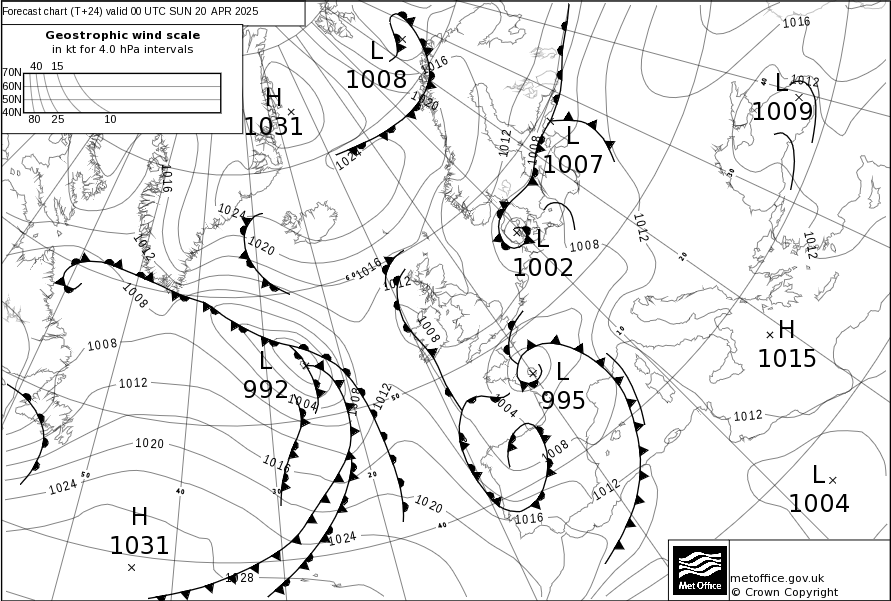 Forecast chart (T+24) valid 00 UTC SUN 20 APR 2025
Geostrophic wind scale
in kt for 4.0 hPa intervals
40 15
70N
60N
50N
40N
80 25 10
L
1008
H
1031
L
1009
L
1007
L
1002
H
1015
L
992
L
995
L
1004
H
1031
1016
1012
1016
1020
1024
1012
1008
1016
1024
1020
1012
1016
1012
1008
1012
1012
1008
1008
1008
1012
1004
1008
1012
1004
1008
1012
1020
1016
1024
1012
1016
1020
1024
1028
40
30
20
10
60
50
50
40
30
20
40
Met Office
metoffice.gov.uk
© Crown Copyright